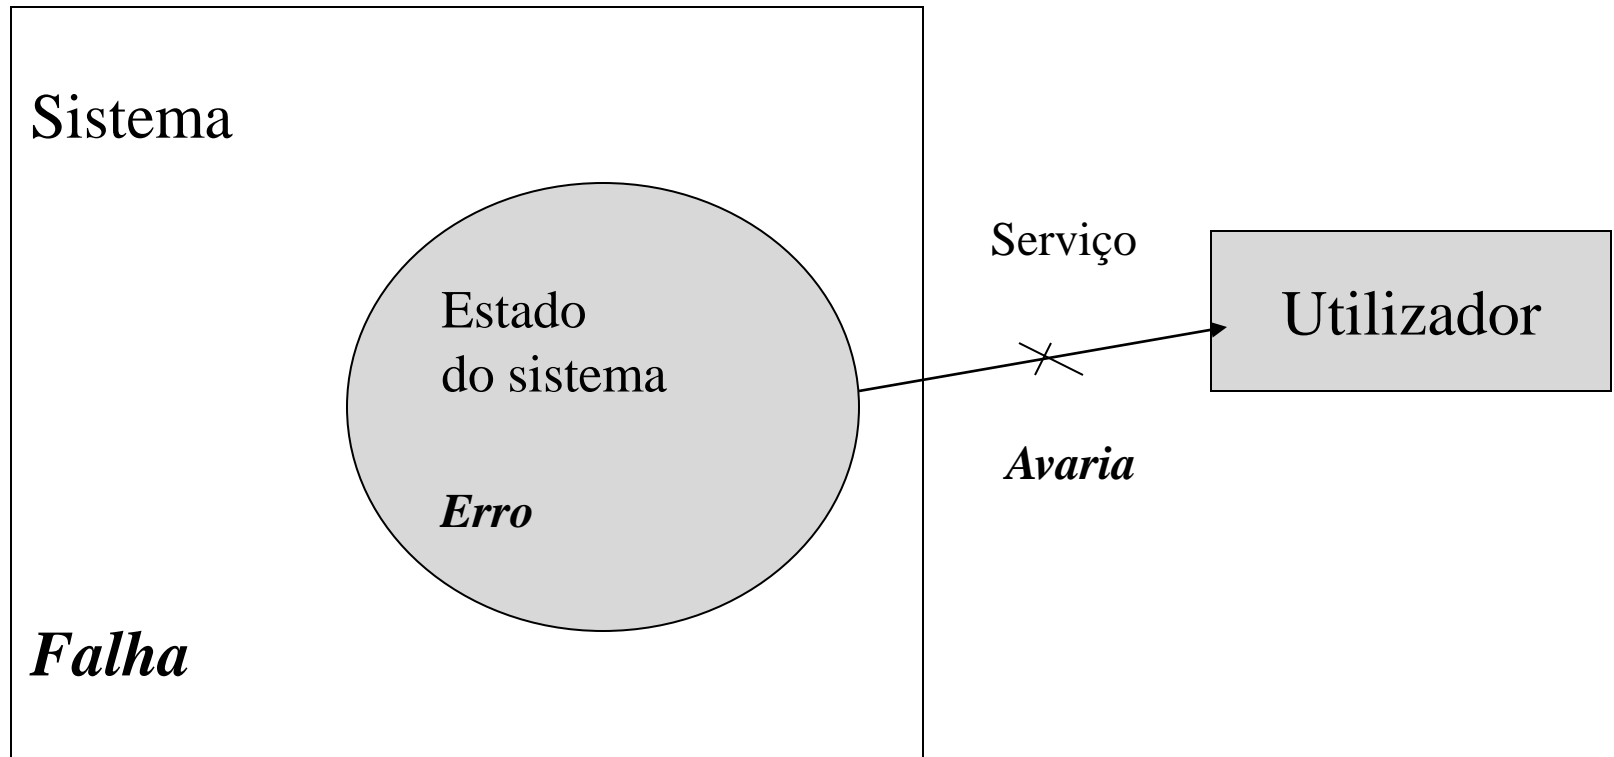 Sistema
Serviço
Estado
do sistema
Utilizador
Avaria
Erro
Falha